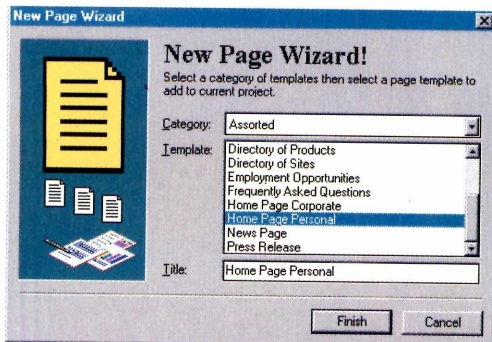 New Page Wizard
New Page Wizard!
Select a category of templates then select a page template to
add to current project.
Category: Assorted
Template: Directory of Products
Directory of Sites
Employment Opportunities
Frequently Asked Questions
Home Page Corporate
Home Page Personal
News Page
Press Release
Title: Home Page Personal
Finish Cancel